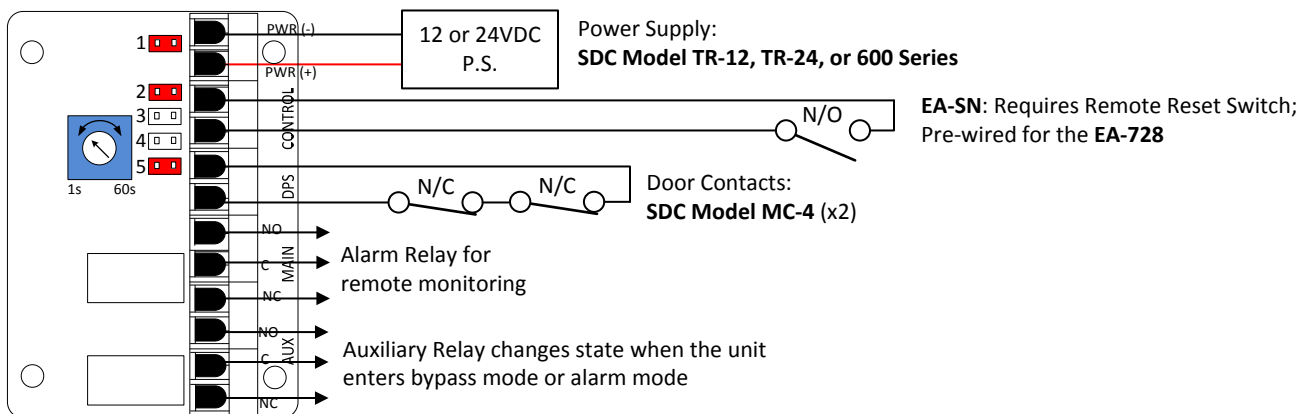 PWR (-)
12 or 24VDC
P.S.
Power Supply:
SDC Model TR-12, TR-24, or 600 Series
1
PWR (+)
2
3
4
5
1s 60s
CONTROL
N/O
EA-SN: Requires Remote Reset Switch;
Pre-wired for the EA-728
DPS
N/C N/C
Door Contacts:
SDC Model MC-4 (x2)
NO
C
NC
MAIN
Alarm Relay for
remote monitoring
NO
C
NC
AUX
Auxiliary Relay changes state when the unit
enters bypass mode or alarm mode